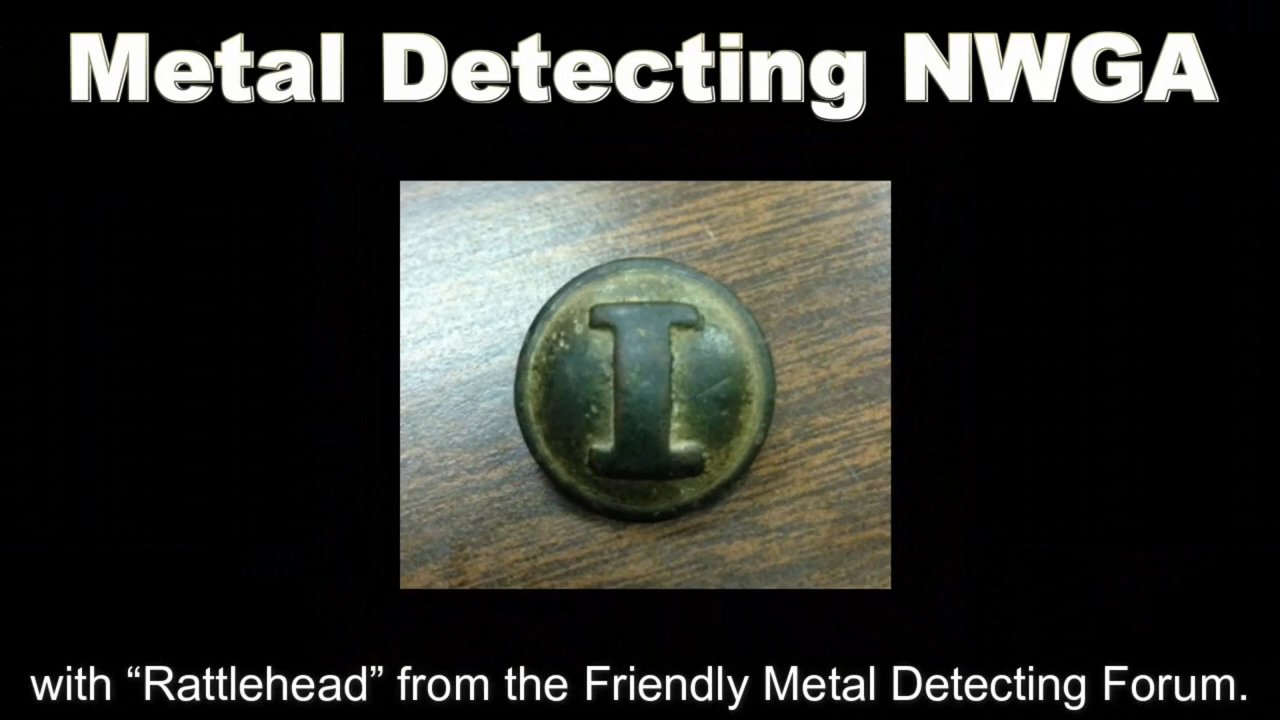 Metal Detecting NWGA
I
with “Rattlehead” from the Friendly Metal Detecting Forum.